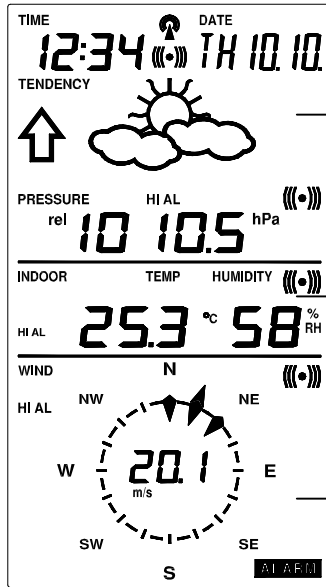 TIME DATE
12:34 TH 10.10.
TENDENCY
PRESSURE HI AL
rel 1010.5 hPa
INDOOR TEMP HUMIDITY
HI AL 25.3 °C 58 % RH
WIND N
HI AL NW NE
W 20.1 E
m/s
SW SE
S ALARM